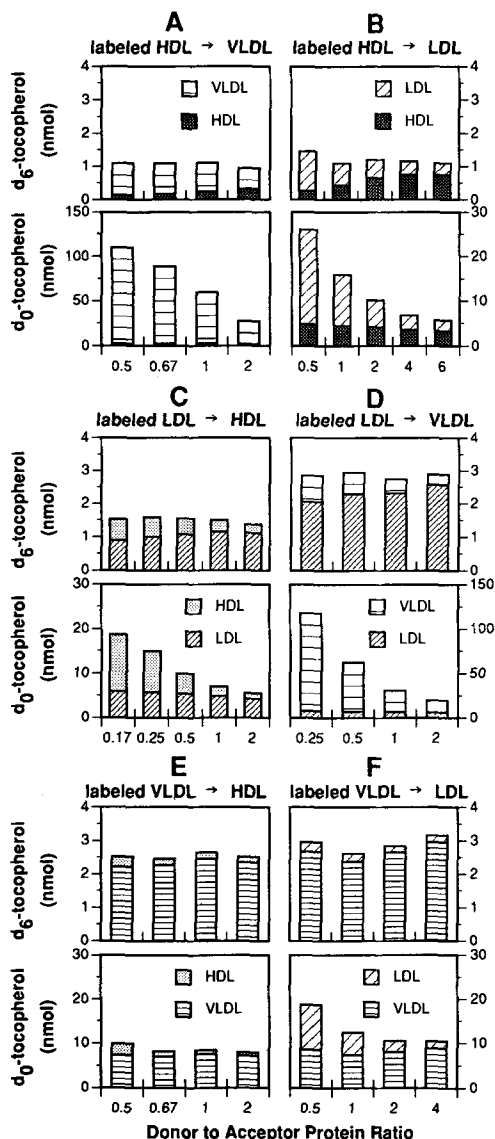 A
B
labeled HDL → VLDL
labeled HDL → LDL
d6-tocopherol
(nmol)
4
3
2
1
0
VLDL
HDL
LDL
HDL
4
3
2
1
0
d0-tocopherol
(nmol)
150
100
50
0
30
20
10
0
0.5 0.67 1 2
0.5 1 2 4 6
C
D
labeled LDL → HDL
labeled LDL → VLDL
d6-tocopherol
(nmol)
4
3
2
1
0
4
3
2
1
0
d0-tocopherol
(nmol)
30
20
10
0
HDL
LDL
VLDL
LDL
150
100
50
0
0.17 0.25 0.5 1 2
0.25 0.5 1 2
E
F
labeled VLDL → HDL
labeled VLDL → LDL
d6-tocopherol
(nmol)
4
3
2
1
0
4
3
2
1
0
d0-tocopherol
(nmol)
30
20
10
0
HDL
VLDL
LDL
VLDL
30
20
10
0
0.5 0.67 1 2
0.5 1 2 4
Donor to Acceptor Protein Ratio